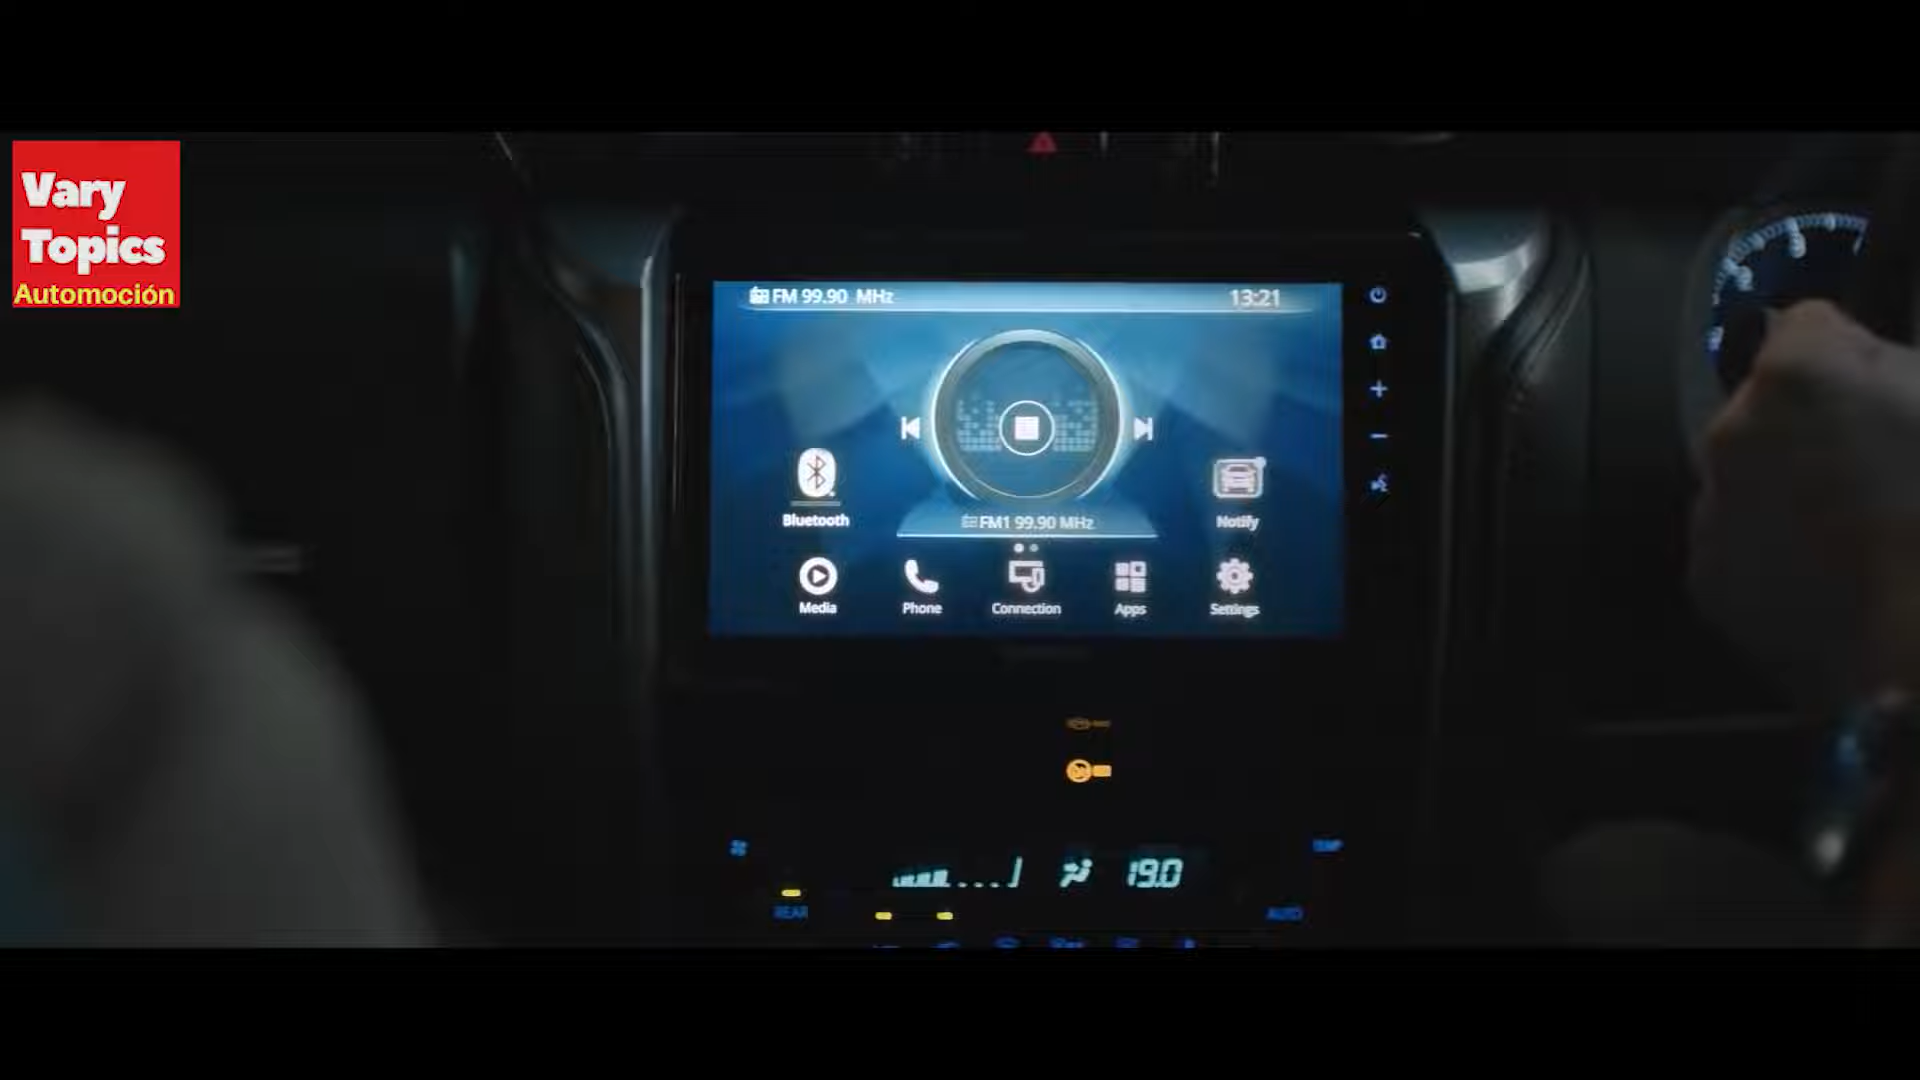 Vary
Topics
Automoción
FM 99.90 MHz
13:21
Bluetooth
FM1 99.90 MHz
Notify
Media
Phone
Connection
Apps
Settings
TEMP
19.0
REAR
AUTO